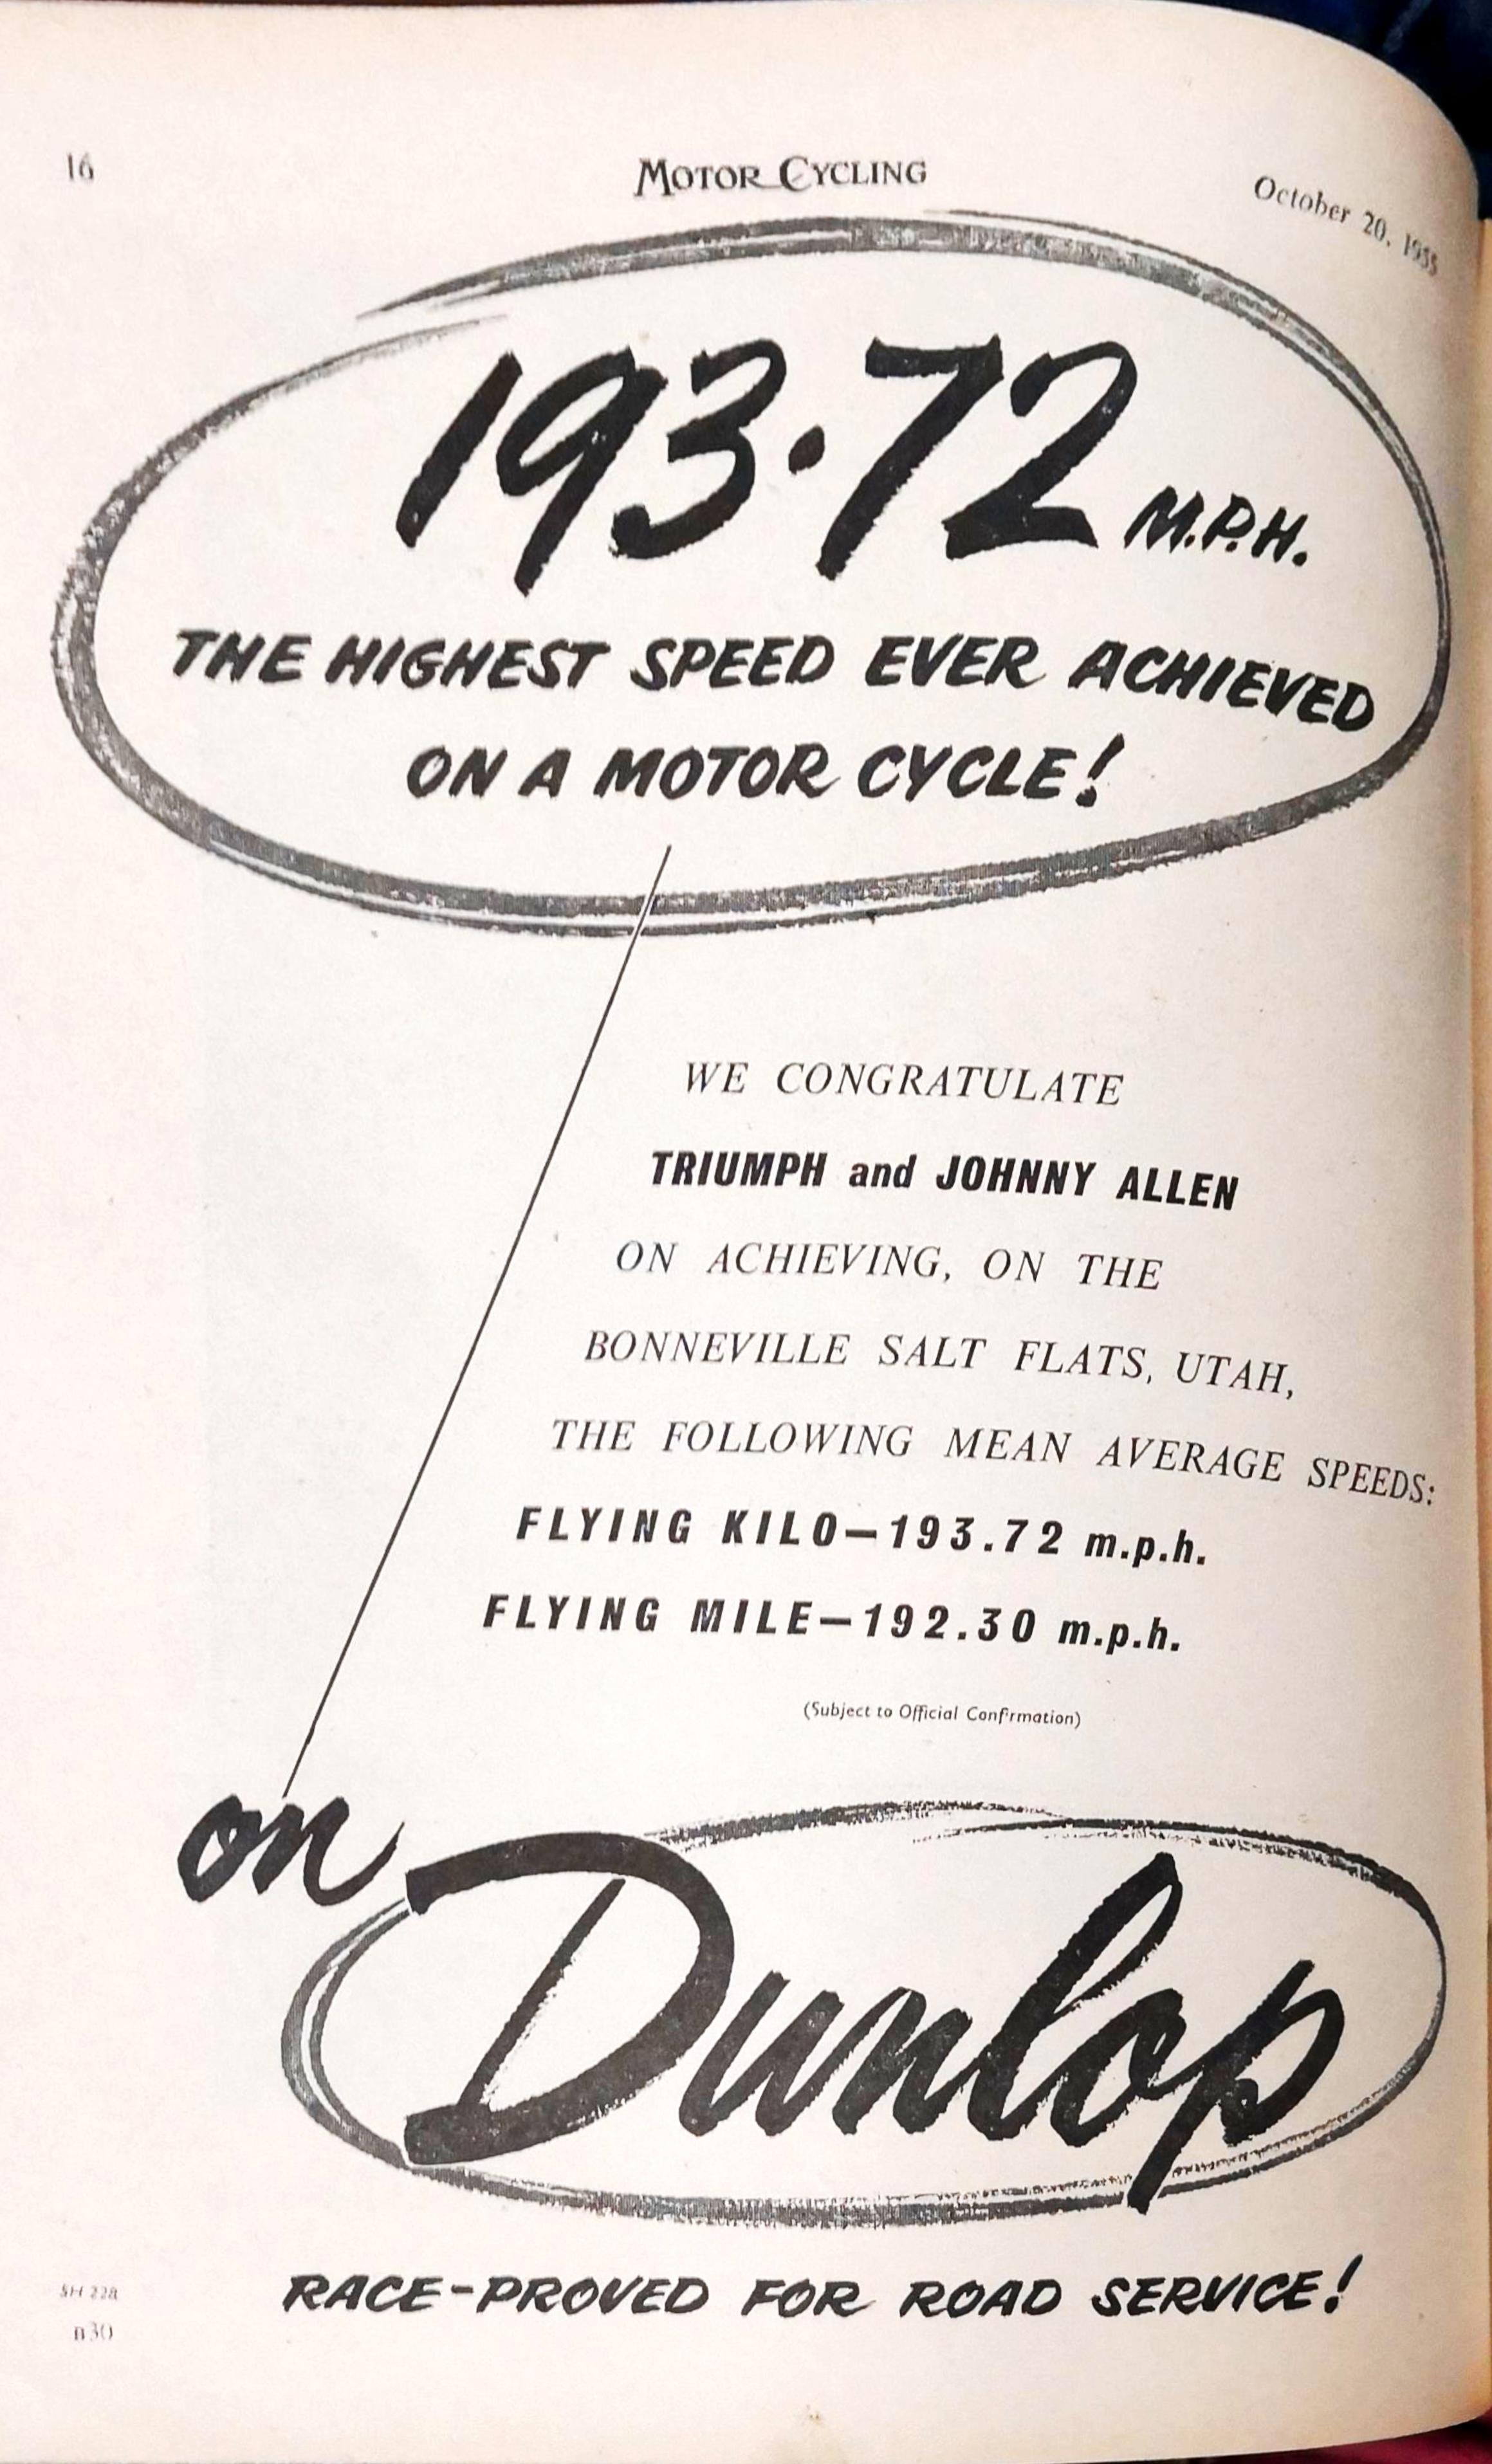 16
MOTOR CYCLING
October 20, 1955
193·72 M.P.H.
THE HIGHEST SPEED EVER ACHIEVED
ON A MOTOR CYCLE!
WE CONGRATULATE
TRIUMPH and JOHNNY ALLEN
ON ACHIEVING, ON THE
BONNEVILLE SALT FLATS, UTAH,
THE FOLLOWING MEAN AVERAGE SPEEDS:
FLYING KILO—193.72 m.p.h.
FLYING MILE—192.30 m.p.h.
(Subject to Official Confirmation)
on
Dunlop
RACE-PROVED FOR ROAD SERVICE!
B30